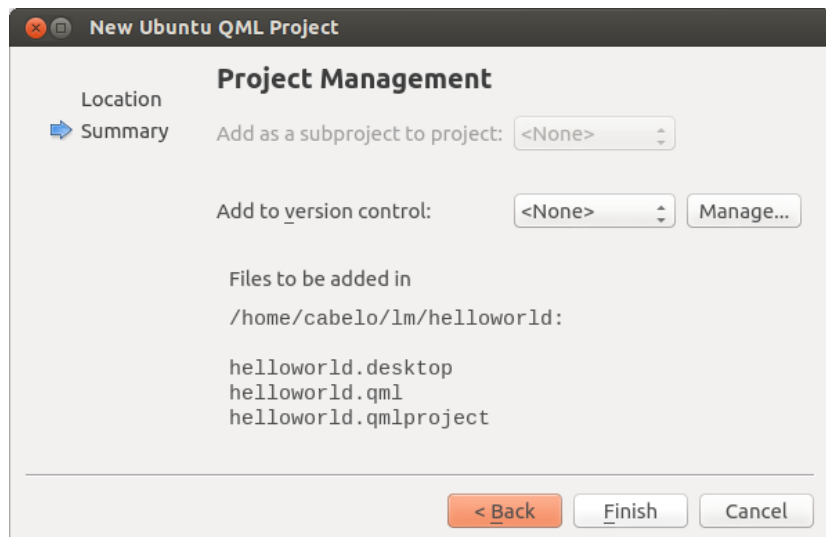 New Ubuntu QML Project
Location
Summary
Project Management
Add as a subproject to project: <None>
Add to version control: <None> Manage...
Files to be added in
/home/cabelo/lm/helloworld:
helloworld.desktop
helloworld.qml
helloworld.qmlproject
< Back Finish Cancel